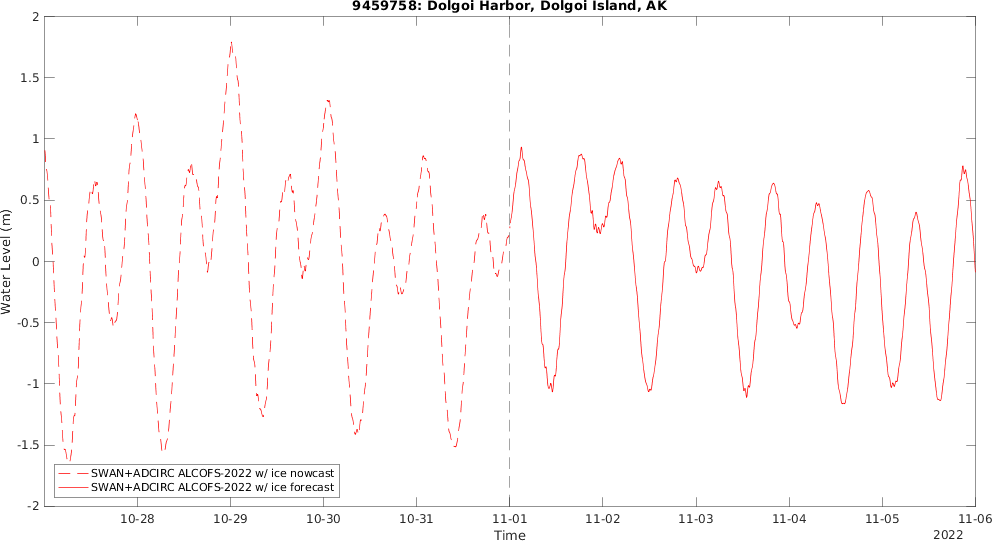 9459758: Dolgoi Harbor, Dolgoi Island, AK
2
1.5
1
0.5
0
-0.5
-1
-1.5
-2
Water Level (m)
SWAN+ADCIRC ALCOFS-2022 w/ ice nowcast
SWAN+ADCIRC ALCOFS-2022 w/ ice forecast
10-28 10-29 10-30 10-31 11-01 11-02 11-03 11-04 11-05 11-06
Time
2022